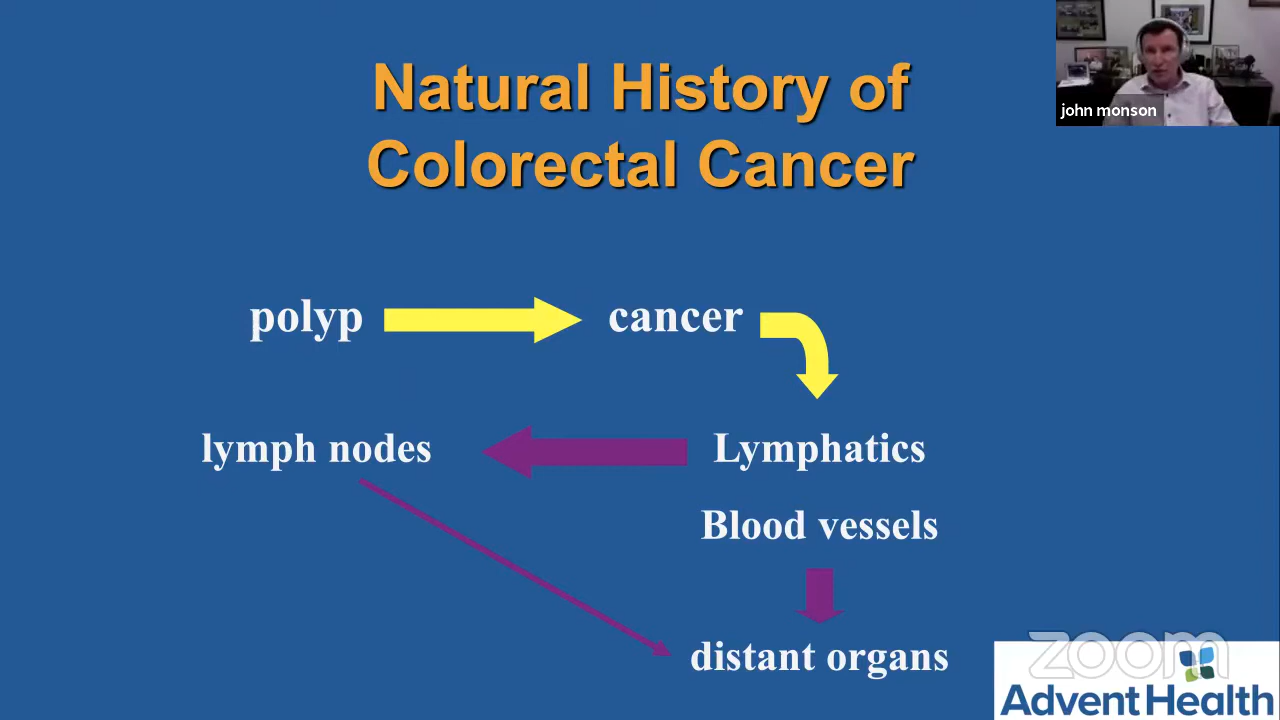 john monson
Natural History of
Colorectal Cancer
polyp
cancer
lymph nodes
Lymphatics
Blood vessels
distant organs
zoom
AdventHealth